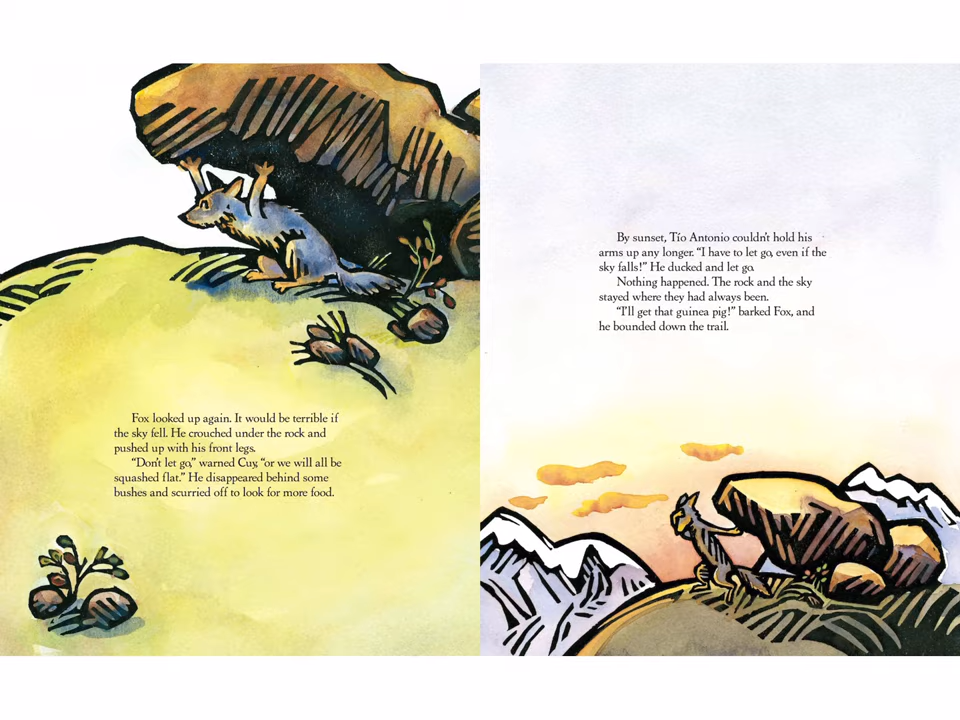 Fox looked up again. It would be terrible if
the sky fell. He crouched under the rock and
pushed up with his front legs.
“Don’t let go,” warned Cuy, “or we will all be
squashed flat.” He disappeared behind some
bushes and scurried off to look for more food.
By sunset, Tío Antonio couldn’t hold his
arms up any longer. “I have to let go, even if the
sky falls!” He ducked and let go.
Nothing happened. The rock and the sky
stayed where they had always been.
“I’ll get that guinea pig!” barked Fox, and
he bounded down the trail.